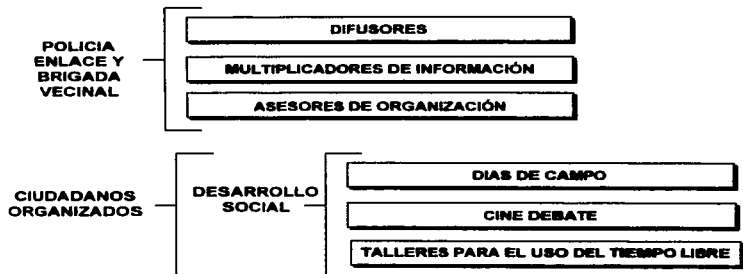 POLICIA
ENLACE Y
BRIGADA
VECINAL
DIFUSORES
MULTIPLICADORES DE INFORMACIÓN
ASESORES DE ORGANIZACIÓN
CIUDADANOS
ORGANIZADOS
DESARROLLO
SOCIAL
DIAS DE CAMPO
CINE DEBATE
TALLERES PARA EL USO DEL TIEMPO LIBRE